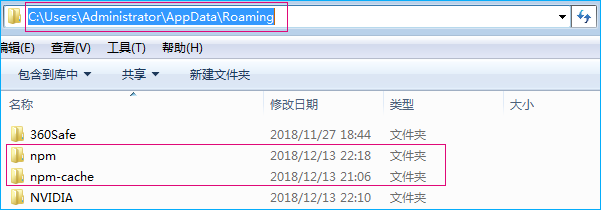 C:\Users\Administrator\AppData\Roaming
编辑(E) 查看(V) 工具(T) 帮助(H)
包含到库中 共享 新建文件夹
名称 修改日期 类型 大小
360Safe 2018/11/27 18:44 文件夹
npm 2018/12/13 22:18 文件夹
npm-cache 2018/12/13 21:06 文件夹
NVIDIA 2018/12/13 22:10 文件夹